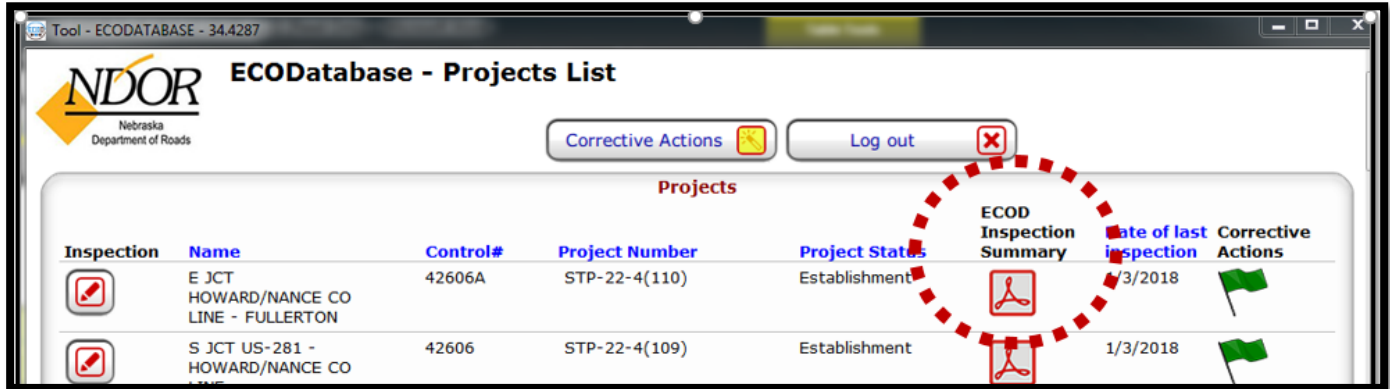 Tool - ECODATABASE - 34.4287
NDOR
Nebraska
Department of Roads
ECODatabase - Projects List
Corrective Actions
Log out
Projects
Inspection Name Control# Project Number Project Status ECOD Inspection Summary Date of last inspection Corrective Actions
E JCT 42606A STP-22-4(110) Establishment 1/3/2018
HOWARD/NANCE CO
LINE - FULLERTON
S JCT US-281 - 42606 STP-22-4(109) Establishment 1/3/2018
HOWARD/NANCE CO
LINE